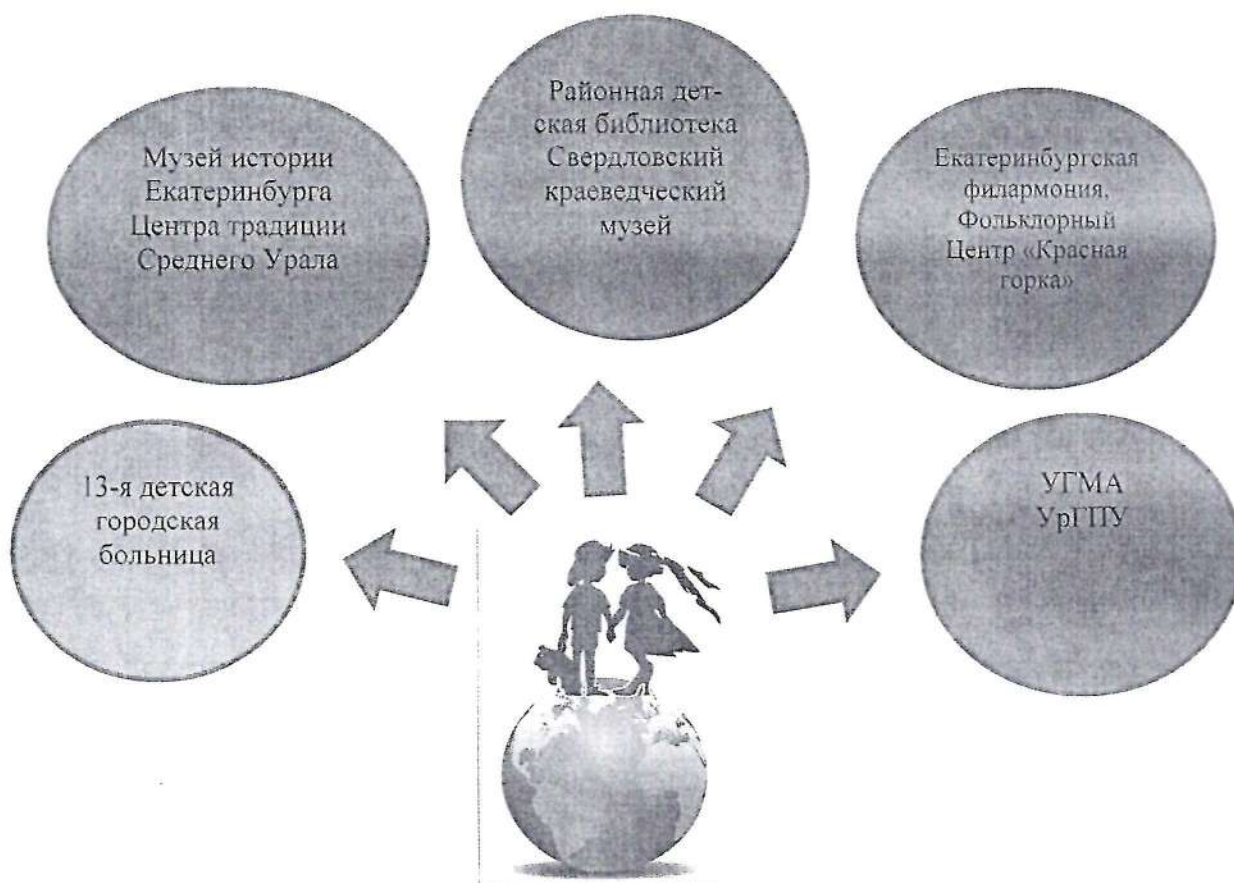 Музей истории
Екатеринбурга
Центра традиции
Среднего Урала
Районная дет-
ская библиотека
Свердловский
краеведческий
музей
Екатеринбургская
филармония,
Фольклорный
Центр «Красная
горка»
13-я детская
городская
больница
УГМА
УрГПУ